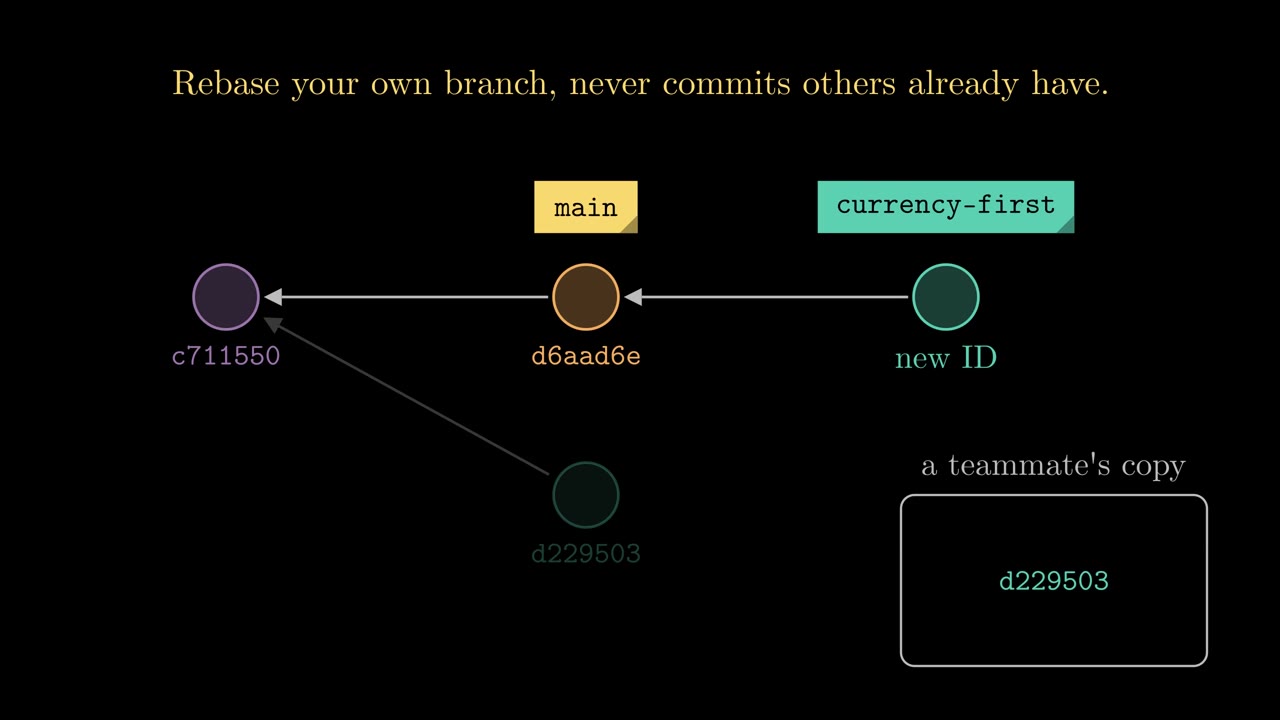 Rebase your own branch, never commits others already have.
main
currency-first
c711550
d6aad6e
new ID
a teammate's copy
d229503
d229503